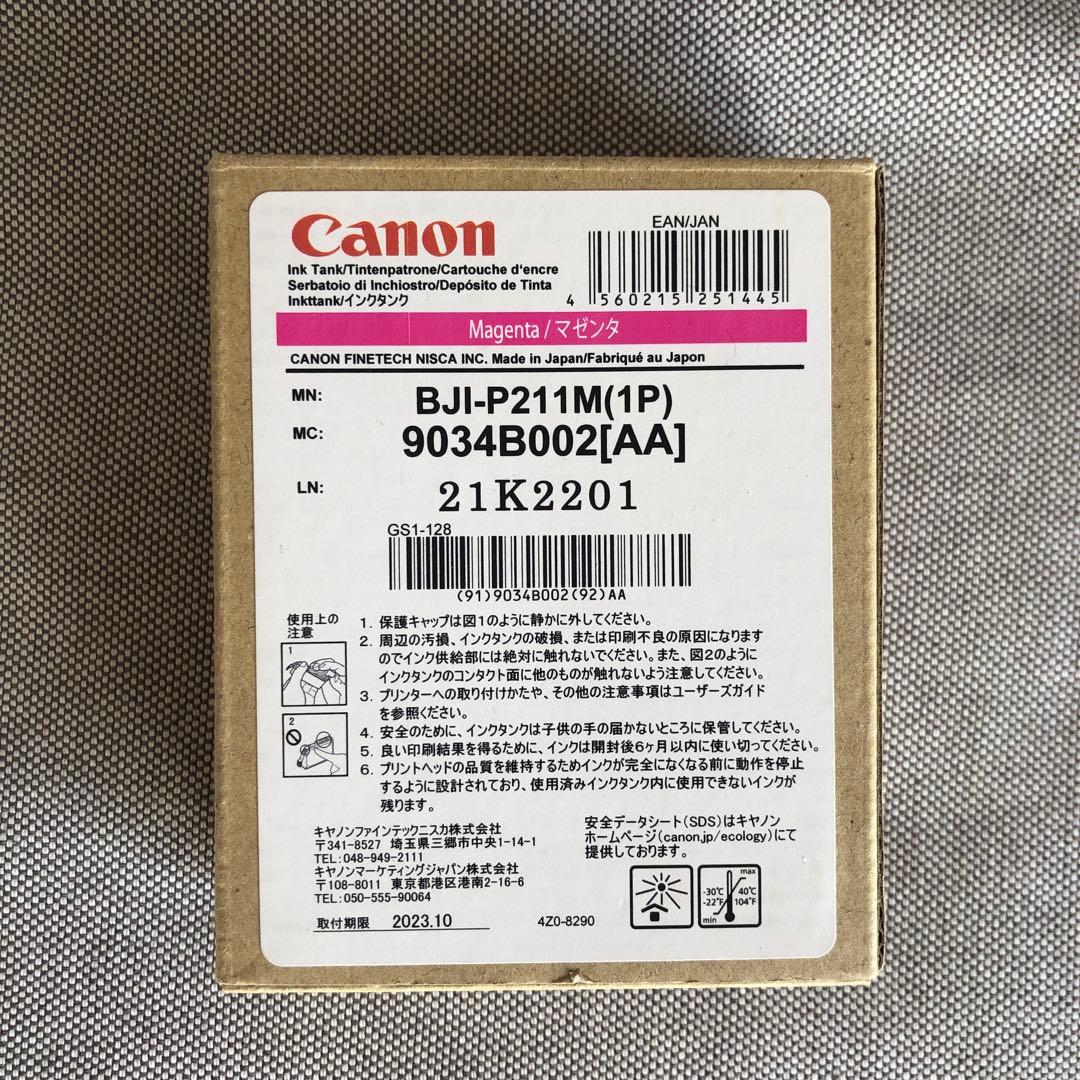 Canon
EAN/JAN
Ink Tank/Tintenpatrone/Cartouche d'encre
Serbatoio di Inchiostro/Depósito de Tinta
Inkttank/インクタンク
4 560215 251445
Magenta / マゼンタ
CANON FINETECH NISCA INC. Made in Japan/Fabriqué au Japon
MN: BJI-P211M(1P)
MC: 9034B002[AA]
LN: 21K2201
GS1-128
(91)9034B002(92)AA
使用上の
注意
1
2
1. 保護キャップは図1のように静かに外してください。
2. 周辺の汚損、インクタンクの破損、または印刷不良の原因になります
のでインク供給部には絶対に触れないでください。また、図2のように
インクタンクのコンタクト面に他のものが触れないよう注意してください。
3. プリンターへの取り付けかたや、その他の注意事項はユーザーズガイド
を参照ください。
4. 安全のために、インクタンクは子供の手の届かないところに保管してください。
5. 良い印刷結果を得るために、インクは開封後6ヶ月以内に使い切ってください。
6. プリントヘッドの品質を維持するためインクが完全になくなる前に動作を停止
するように設計されており、使用済みインクタンク内に使用できないインクが
残ります。
キヤノンファインテックニスカ株式会社
〒341-8527 埼玉県三郷市中央1-14-1
TEL:048-949-2111
キヤノンマーケティングジャパン株式会社
〒108-8011 東京都港区港南2-16-6
TEL:050-555-90064
取付期限 2023.10
4Z0-8290
安全データシート(SDS)はキヤノン
ホームページ(canon.jp/ecology)にて
提供しております。
max
-30℃ 40℃
-22°F 104°F
min